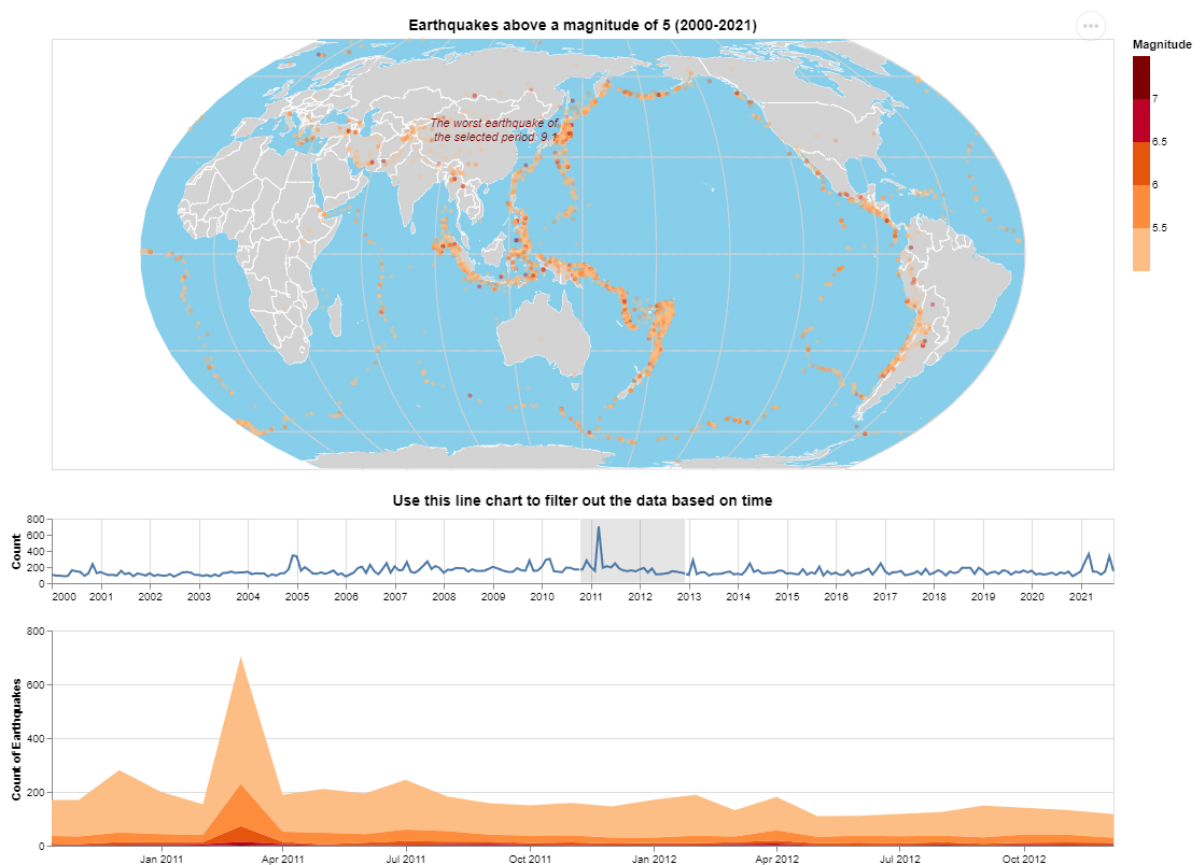 Earthquakes above a magnitude of 5 (2000-2021)
Magnitude
7
6.5
6
5.5
The worst earthquake of
the selected period: 9.1
Use this line chart to filter out the data based on time
Count
800
600
400
200
0
2000 2001 2002 2003 2004 2005 2006 2007 2008 2009 2010 2011 2012 2013 2014 2015 2016 2017 2018 2019 2020 2021
Count of Earthquakes
800
600
400
200
0
Jan 2011 Apr 2011 Jul 2011 Oct 2011 Jan 2012 Apr 2012 Jul 2012 Oct 2012